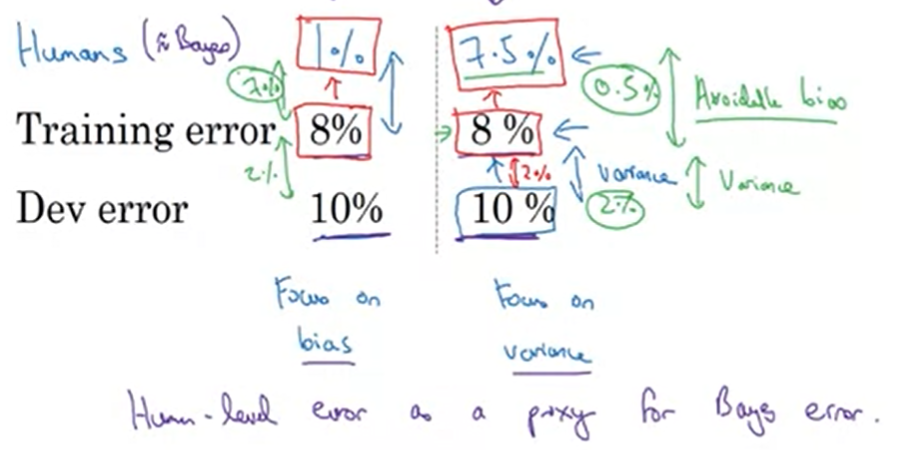 Humans (≈ Bayes) 1% 7.5%
7% 0.5% Avoidable bias
Training error 8% 8 %
2% 2% Variance Variance
Dev error 10% 10 % 2%
Focus on Focus on
bias variance
Human-level error as a proxy for Bayes error.